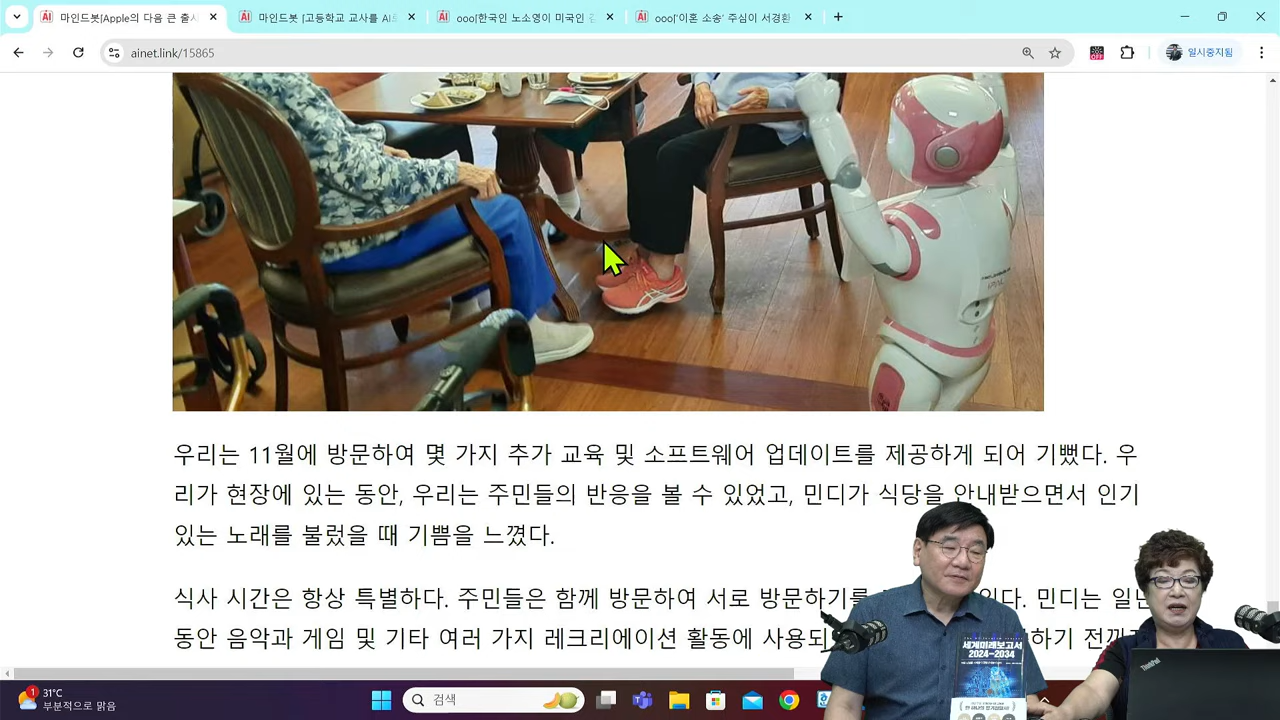 마인드봇[Apple의 다음 큰 출시
마인드봇 [고등학교 교사를 AI로
ooo[한국인 노소영이 미국인 김
ooo['이혼 소송' 주심이 서경환
ainet.link/15865
OFF
일시중지됨
우리는 11월에 방문하여 몇 가지 추가 교육 및 소프트웨어 업데이트를 제공하게 되어 기뻤다. 우
리가 현장에 있는 동안, 우리는 주민들의 반응을 볼 수 있었고, 민디가 식당을 안내받으면서 인기
있는 노래를 불렀을 때 기쁨을 느꼈다.
식사 시간은 항상 특별하다. 주민들은 함께 방문하여 서로 방문하기를
다. 민디는 일년
동안 음악과 게임 및 기타 여러 가지 레크리에이션 활동에 사용되
하기 전까지
세계미래보고서
2024-2034
ThinkPad
1
31°C
부분적으로 맑음
검색